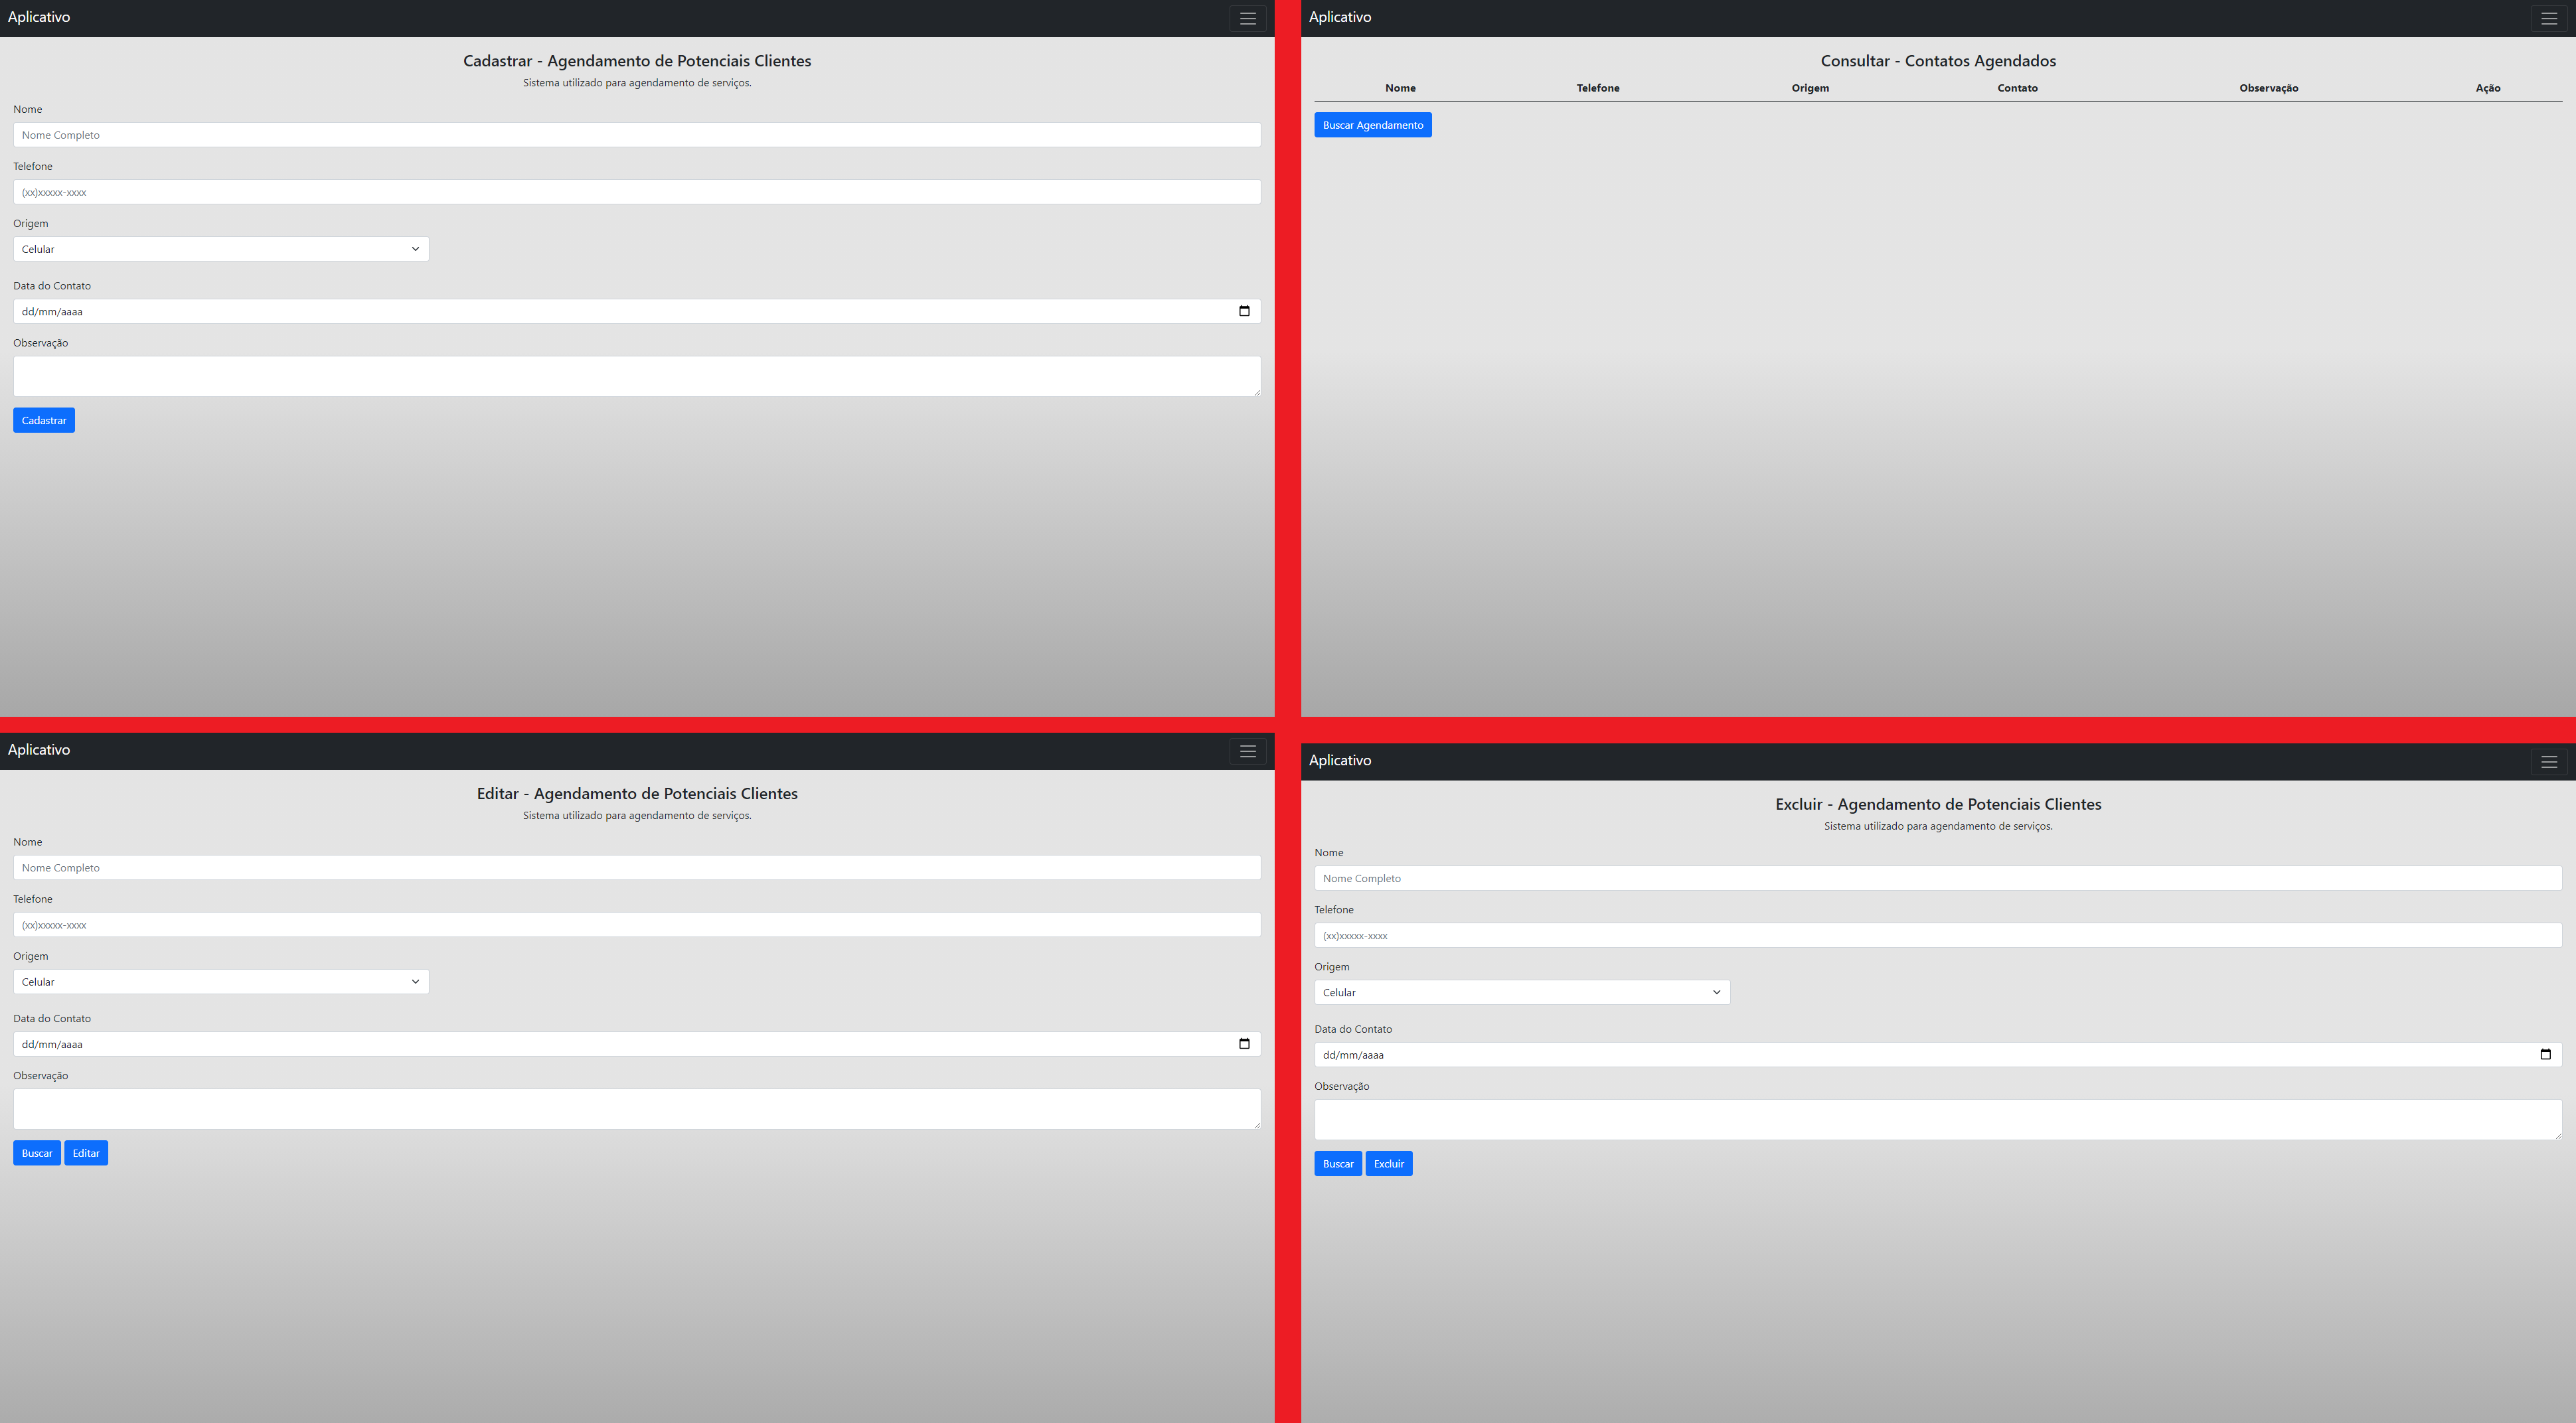 Aplicativo
Cadastrar - Agendamento de Potenciais Clientes
Sistema utilizado para agendamento de serviços.
Nome
Nome Completo
Telefone
(xx)xxxxx-xxxx
Origem
Celular
Data do Contato
dd/mm/aaaa
Observação
Cadastrar
Aplicativo
Consultar - Contatos Agendados
Nome Telefone Origem Contato Observação Ação
Buscar Agendamento
Aplicativo
Editar - Agendamento de Potenciais Clientes
Sistema utilizado para agendamento de serviços.
Nome
Nome Completo
Telefone
(xx)xxxxx-xxxx
Origem
Celular
Data do Contato
dd/mm/aaaa
Observação
Buscar Editar
Aplicativo
Excluir - Agendamento de Potenciais Clientes
Sistema utilizado para agendamento de serviços.
Nome
Nome Completo
Telefone
(xx)xxxxx-xxxx
Origem
Celular
Data do Contato
dd/mm/aaaa
Observação
Buscar Excluir